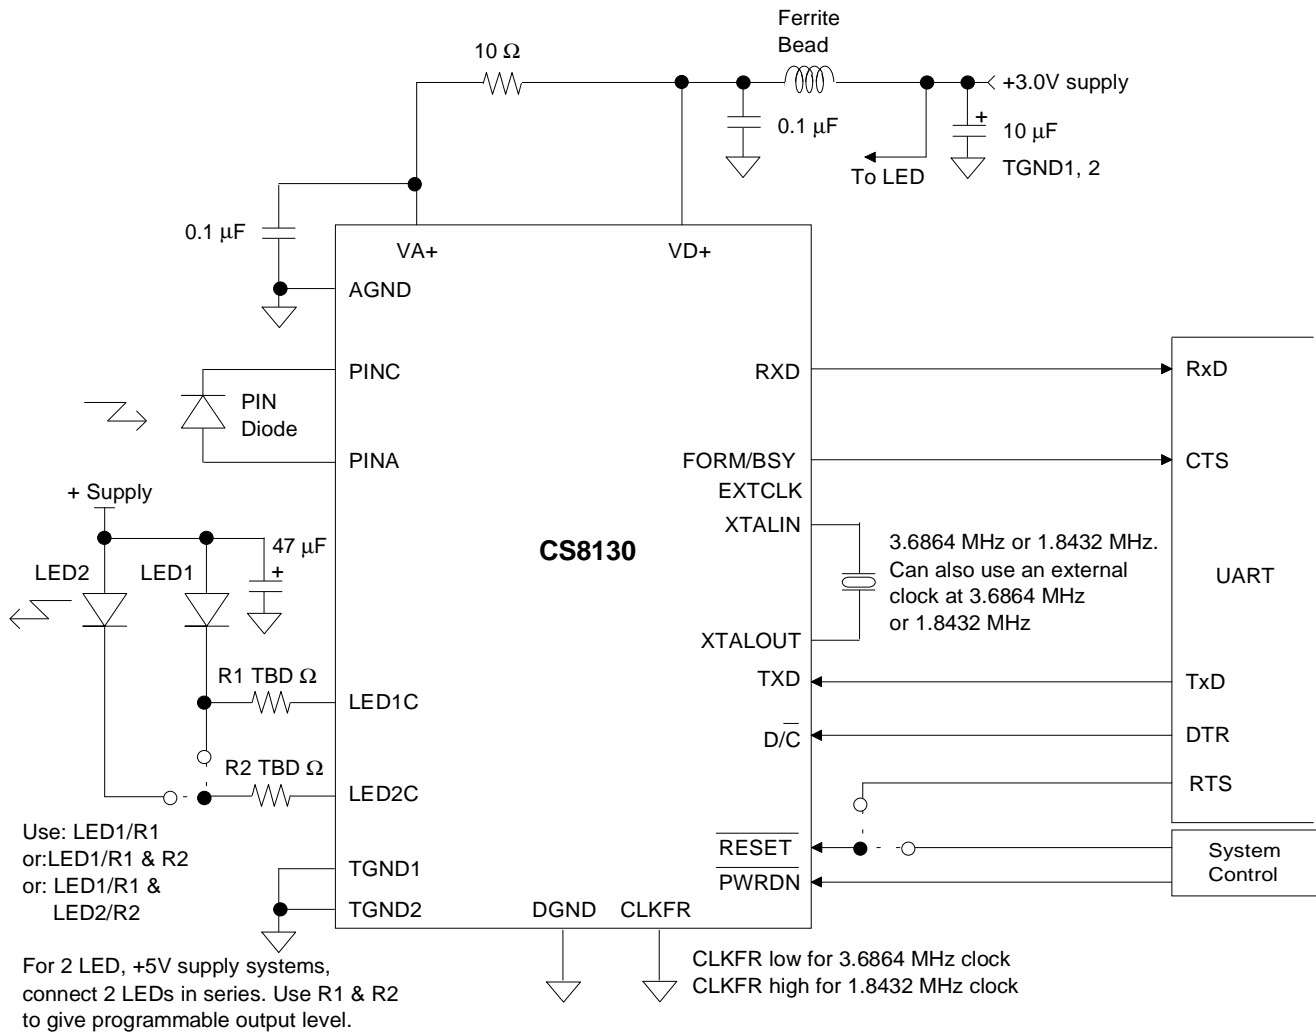 Ferrite
Bead
10 Ω
+3.0V supply
0.1 µF
+
10 µF
To LED
TGND1, 2
0.1 µF
VA+
VD+
AGND
PINC
PIN
Diode
PINA
RXD
RxD
FORM/BSY
CTS
EXTCLK
+ Supply
XTALIN
CS8130
47 µF
+
LED2
LED1
3.6864 MHz or 1.8432 MHz.
Can also use an external
clock at 3.6864 MHz
or 1.8432 MHz
UART
XTALOUT
R1 TBD Ω
TXD
TxD
LED1C
D/C̅
DTR
R2 TBD Ω
LED2C
RTS
Use: LED1/R1
or:LED1/R1 & R2
or: LED1/R1 &
LED2/R2
RESET
System
Control
PWRDN
TGND1
TGND2
DGND
CLKFR
For 2 LED, +5V supply systems,
connect 2 LEDs in series. Use R1 & R2
to give programmable output level.
CLKFR low for 3.6864 MHz clock
CLKFR high for 1.8432 MHz clock